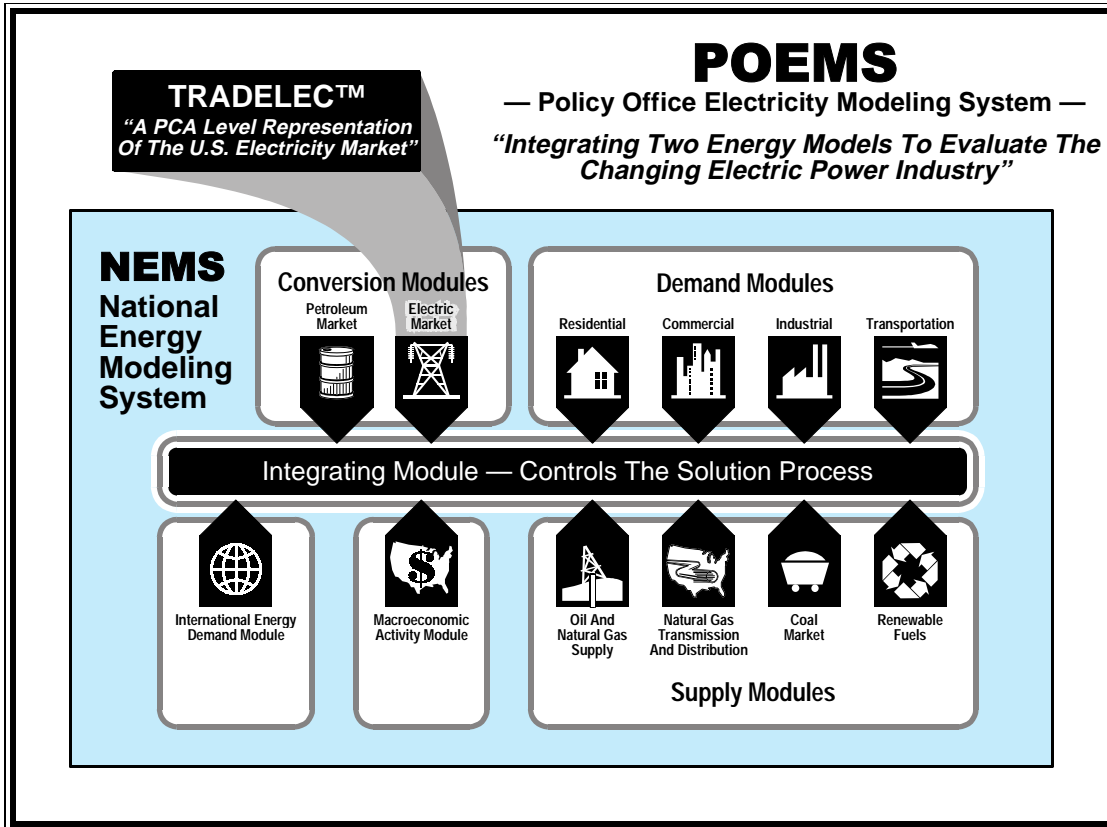 POEMS
— Policy Office Electricity Modeling System —
“Integrating Two Energy Models To Evaluate The
Changing Electric Power Industry”
TRADELEC™
“A PCA Level Representation
Of The U.S. Electricity Market”
NEMS
National
Energy
Modeling
System
Conversion Modules
Petroleum
Market
Electric
Market
Demand Modules
Residential
Commercial
Industrial
Transportation
Integrating Module — Controls The Solution Process
International Energy
Demand Module
$
Macroeconomic
Activity Module
Oil And
Natural Gas
Supply
Natural Gas
Transmission
And Distribution
Coal
Market
Renewable
Fuels
Supply Modules